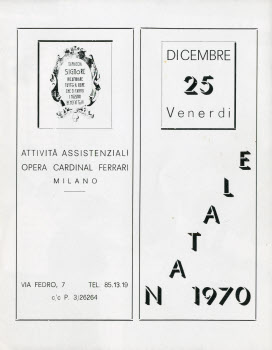 SIGNORE
ATTIVITÀ ASSISTENZIALI
OPERA CARDINAL FERRARI
MILANO
VIA FEDRO, 7 TEL. 85.13.19
c/c P. 3/26264
DICEMBRE
25
Venerdi
NATALE
1970